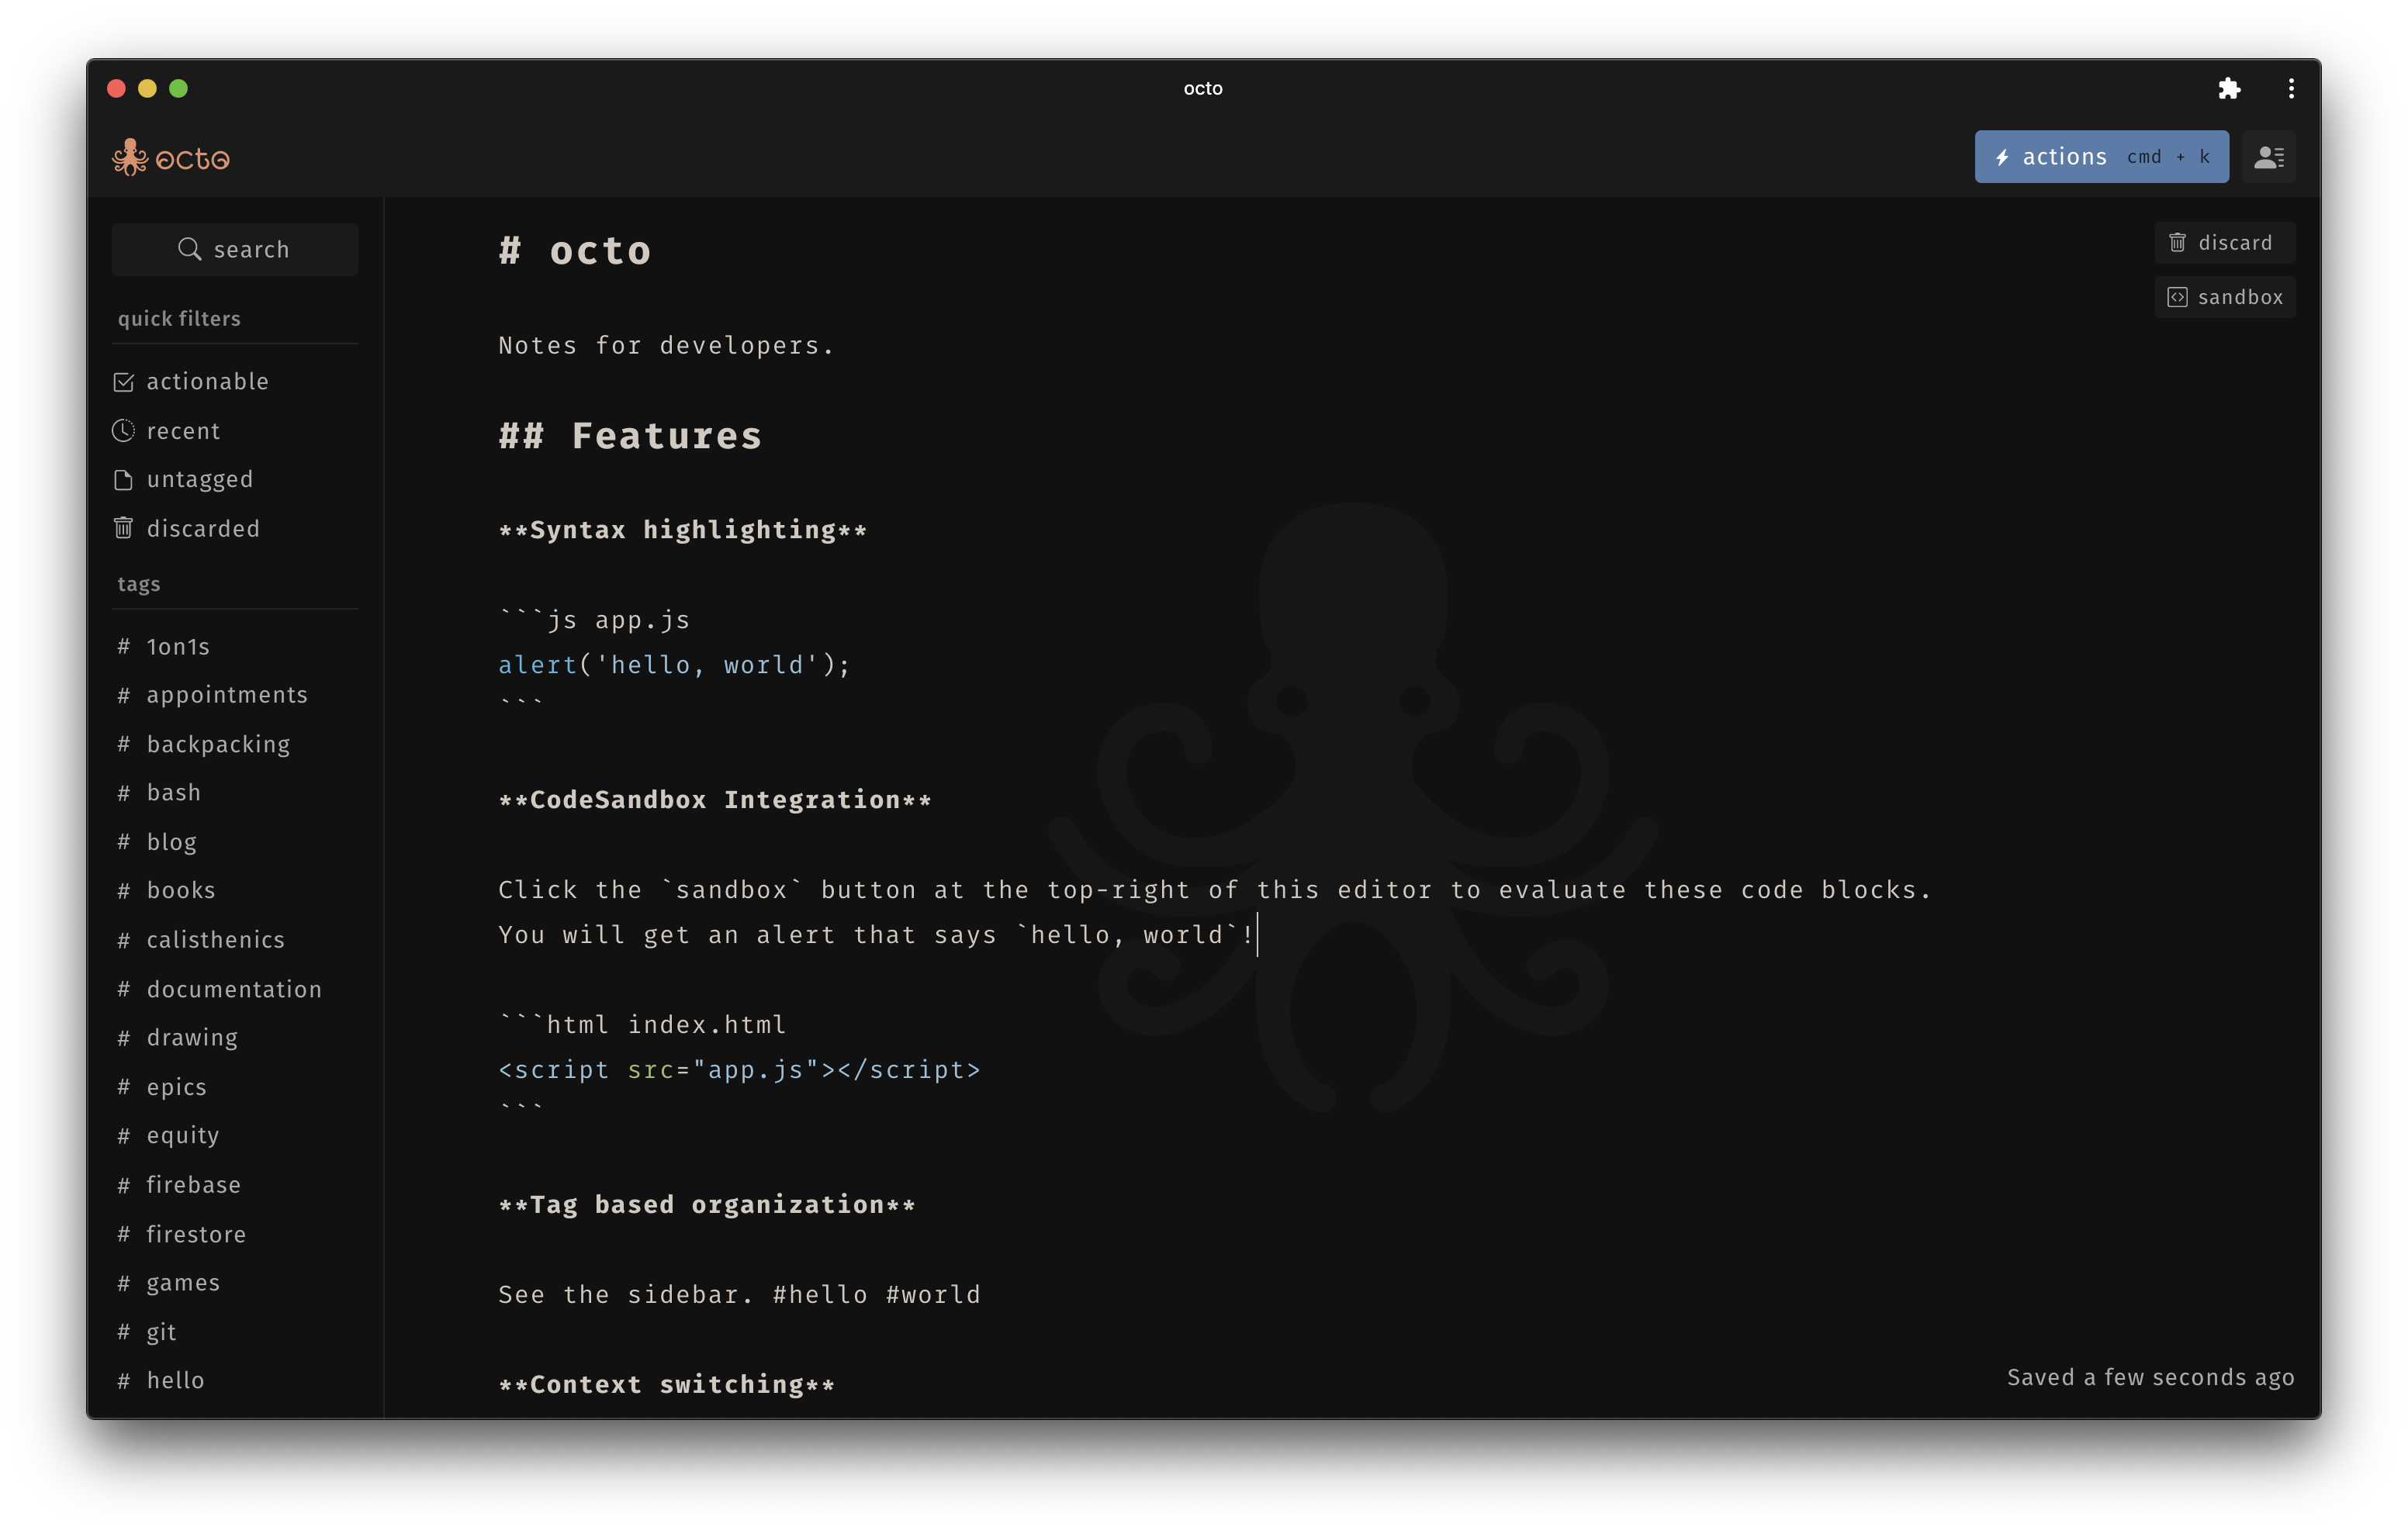 octo
octo
actions cmd + k
search
quick filters
actionable
recent
untagged
discarded
tags
# 1on1s
# appointments
# backpacking
# bash
# blog
# books
# calisthenics
# documentation
# drawing
# epics
# equity
# firebase
# firestore
# games
# git
# hello
# octo
Notes for developers.
## Features
**Syntax highlighting**
```js app.js
alert('hello, world');
```
**CodeSandbox Integration**
Click the `sandbox` button at the top-right of this editor to evaluate these code blocks.
You will get an alert that says `hello, world`!
```html index.html
<script src="app.js"></script>
```
**Tag based organization**
See the sidebar. #hello #world
**Context switching**
discard
sandbox
Saved a few seconds ago